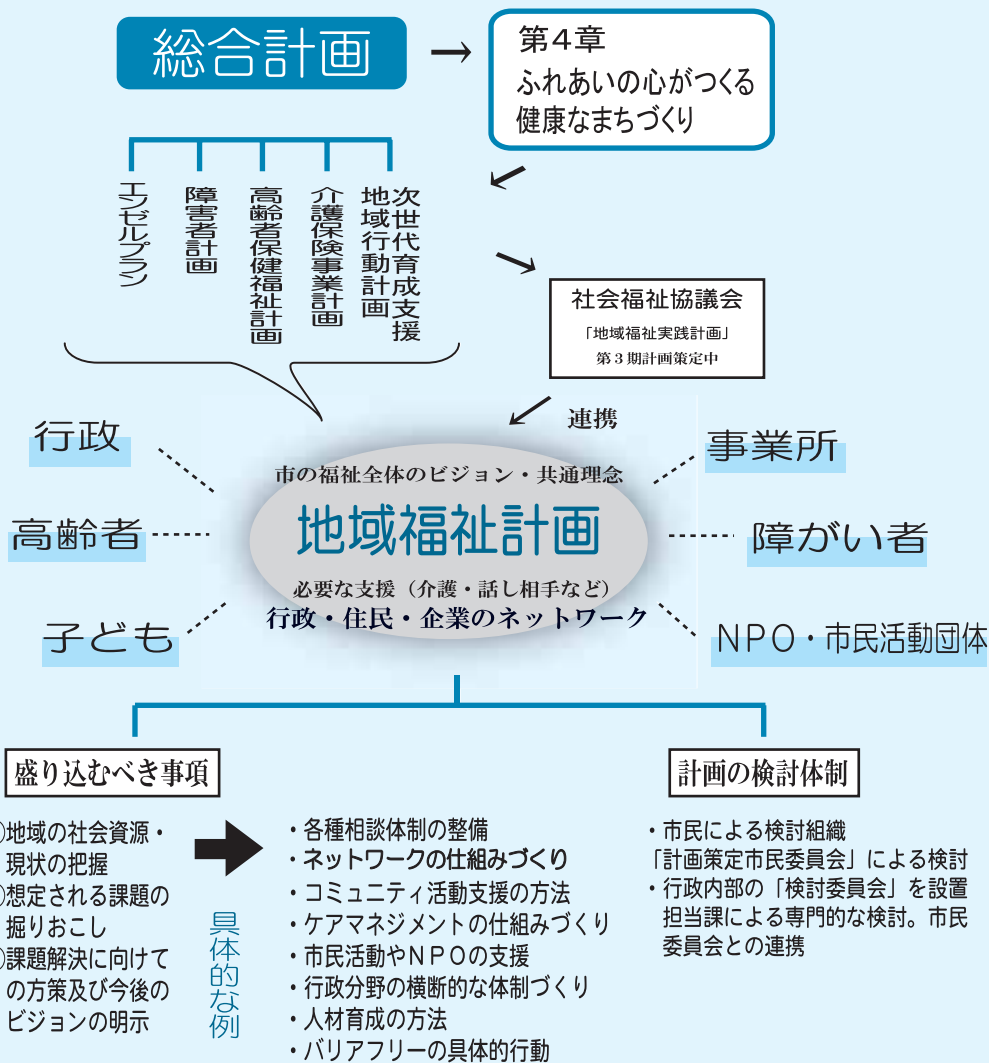 総合計画
→
第4章
ふれあいの心がつくる
健康なまちづくり
エンゼルプラン
障害者計画
高齢者保健福祉計画
介護保険事業計画
次世代育成支援
地域行動計画
社会福祉協議会
「地域福祉実践計画」
第3期計画策定中
連携
行政
高齢者
子ども
市の福祉全体のビジョン・共通理念
地域福祉計画
必要な支援（介護・話し相手など）
行政・住民・企業のネットワーク
事業所
障がい者
NPO・市民活動団体
盛り込むべき事項
地域の社会資源・
現状の把握
想定される課題の
掘りおこし
課題解決に向けて
の方策及び今後の
ビジョンの明示
具体的な例
・各種相談体制の整備
・ネットワークの仕組みづくり
・コミュニティ活動支援の方法
・ケアマネジメントの仕組みづくり
・市民活動やNPOの支援
・行政分野の横断的な体制づくり
・人材育成の方法
・バリアフリーの具体的行動
計画の検討体制
・市民による検討組織
「計画策定市民委員会」による検討
・行政内部の「検討委員会」を設置
担当課による専門的な検討。市民
委員会との連携